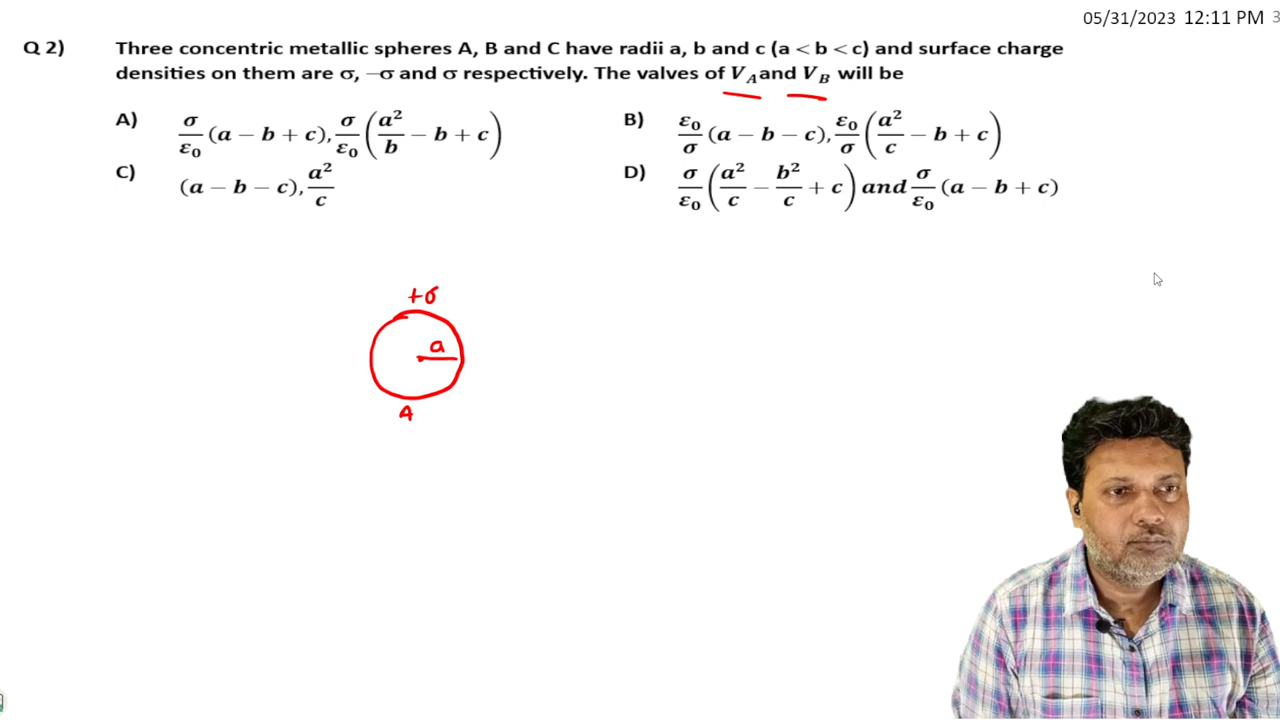 05/31/2023 12:11 PM 3
Q 2) Three concentric metallic spheres A, B and C have radii a, b and c (a < b < c) and surface charge
densities on them are σ, −σ and σ respectively. The valves of V_A and V_B will be
A) σ/ε₀ (a − b + c), σ/ε₀ (a²/b − b + c) B) ε₀/σ (a − b − c), ε₀/σ (a²/c − b + c)
C) (a − b − c), a²/c D) σ/ε₀ (a²/c − b²/c + c) and σ/ε₀ (a − b + c)
+σ
a
A